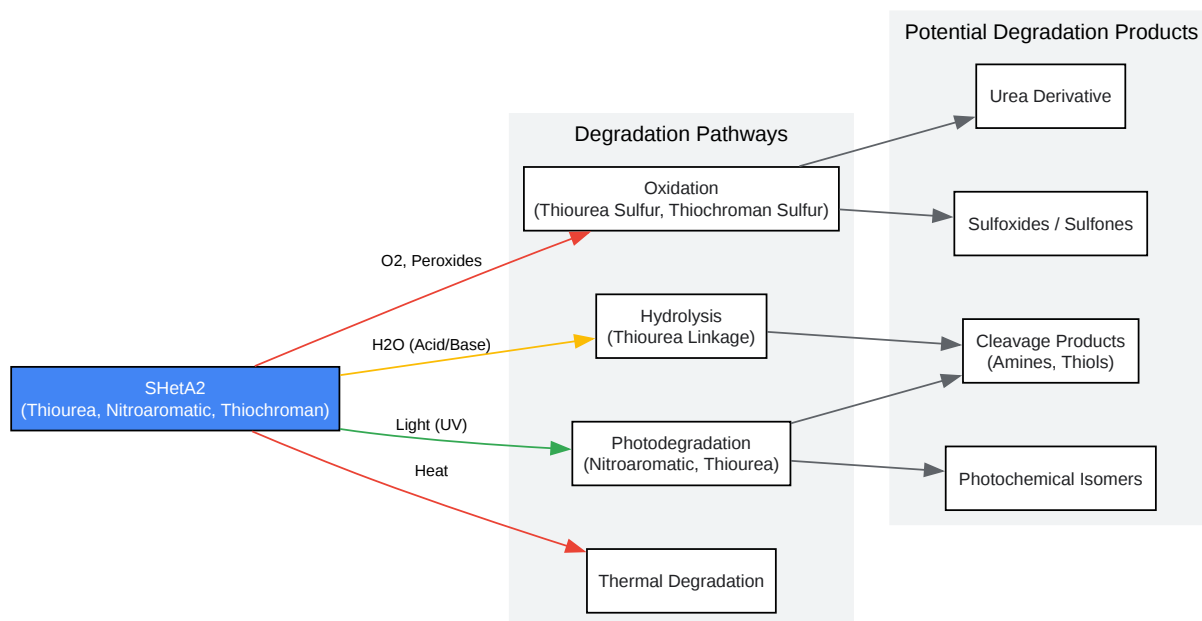 Potential Degradation Products
Urea Derivative
Degradation Pathways
Oxidation
(Thiourea Sulfur, Thiochroman Sulfur)
Sulfoxides / Sulfones
O2, Peroxides
Hydrolysis
(Thiourea Linkage)
H2O (Acid/Base)
Cleavage Products
(Amines, Thiols)
SHetA2
(Thiourea, Nitroaromatic, Thiochroman)
Light (UV)
Photodegradation
(Nitroaromatic, Thiourea)
Heat
Photochemical Isomers
Thermal Degradation